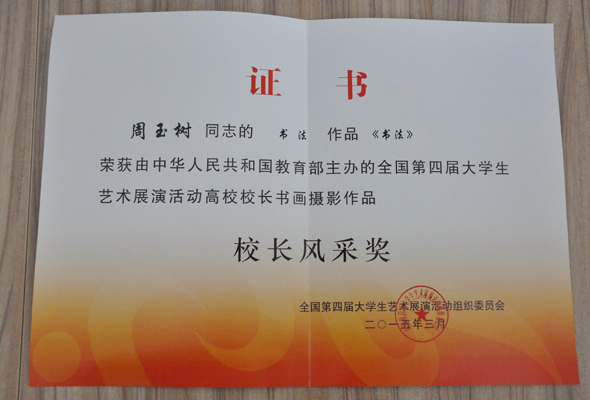 证书
周玉树 同志的 书法 作品《书法》
荣获由中华人民共和国教育部主办的全国第四届大学生
艺术展演活动高校校长书画摄影作品
校长风采奖
全国第四届大学生艺术展演活动组织委员会
二〇一五年三月